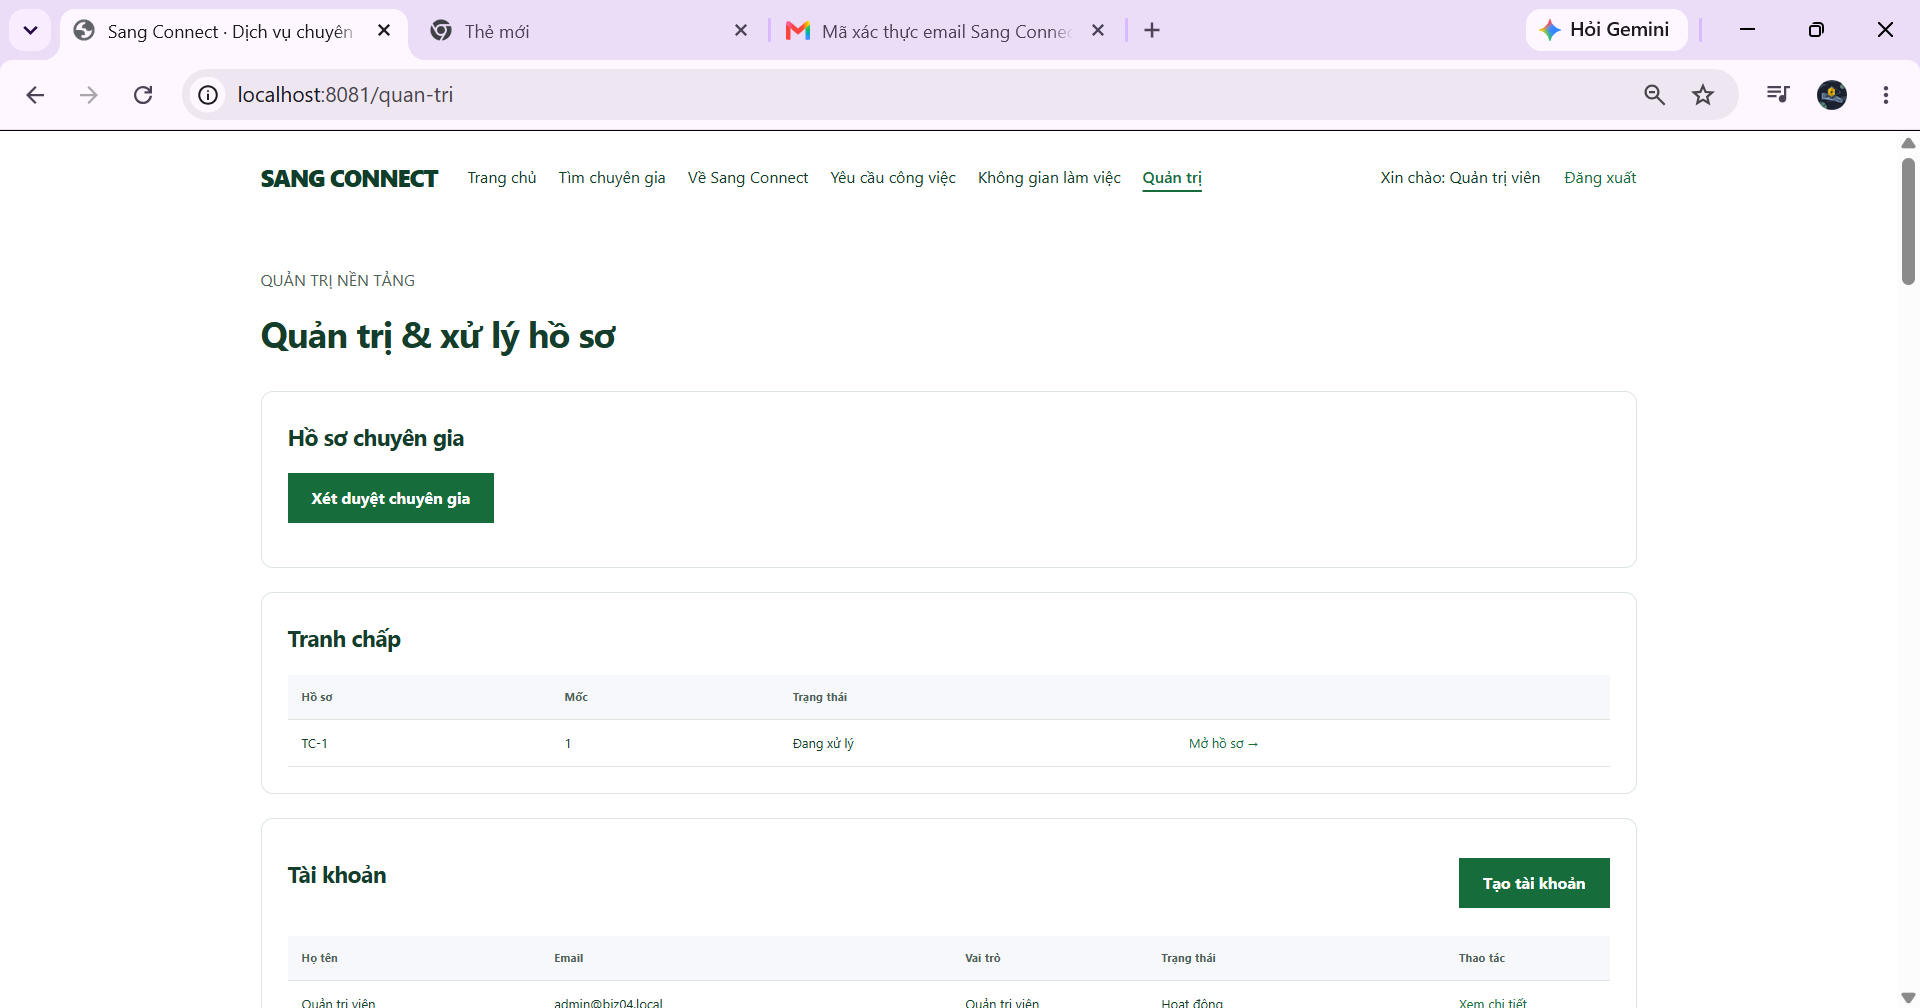 Sang Connect · Dịch vụ chuyên
Thẻ mới
Mã xác thực email Sang Connec
Hỏi Gemini
localhost:8081/quan-tri
SANG CONNECT
Trang chủ
Tìm chuyên gia
Về Sang Connect
Yêu cầu công việc
Không gian làm việc
Quản trị
Xin chào: Quản trị viên
Đăng xuất
QUẢN TRỊ NỀN TẢNG
Quản trị & xử lý hồ sơ
Hồ sơ chuyên gia
Xét duyệt chuyên gia
Tranh chấp
Hồ sơ Mốc Trạng thái
TC-1 1 Đang xử lý Mở hồ sơ →
Tài khoản
Tạo tài khoản
Họ tên Email Vai trò Trạng thái Thao tác
Quản trị viên admin@biz04.local Quản trị viên Hoạt động Xem chi tiết